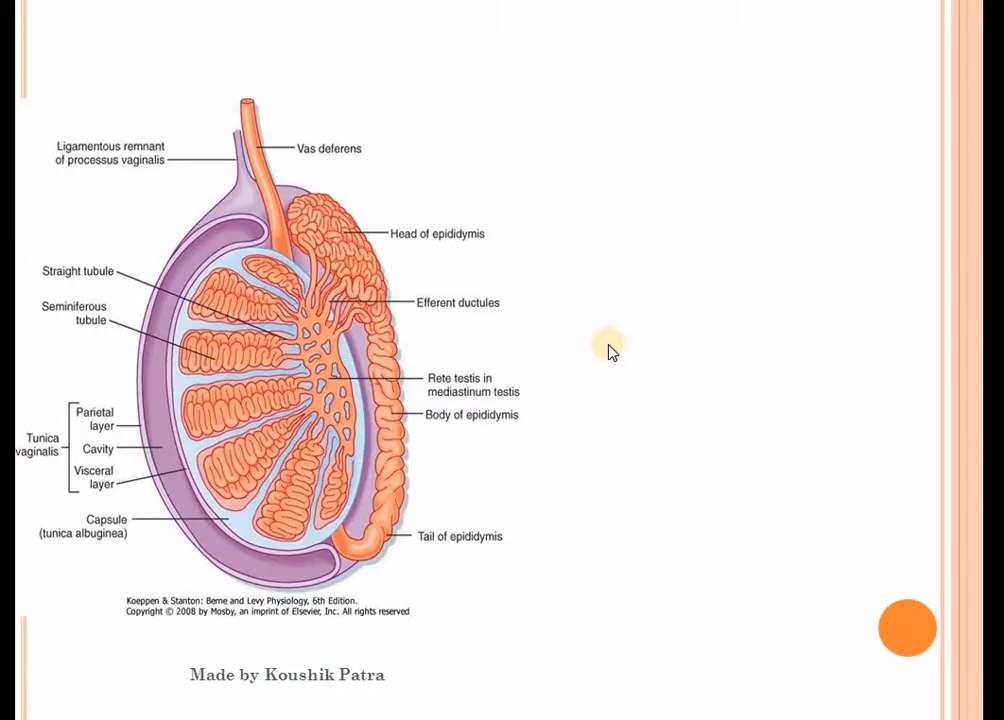 Ligamentous remnant
of processus vaginalis
Vas deferens
Head of epididymis
Straight tubule
Efferent ductules
Seminiferous
tubule
Rete testis in
mediastinum testis
Body of epididymis
Tunica
vaginalis
Parietal
layer
Cavity
Visceral
layer
Capsule
(tunica albuginea)
Tail of epididymis
Koeppen & Stanton: Berne and Levy Physiology, 6th Edition.
Copyright © 2008 by Mosby, an imprint of Elsevier, Inc. All rights reserved
Made by Koushik Patra